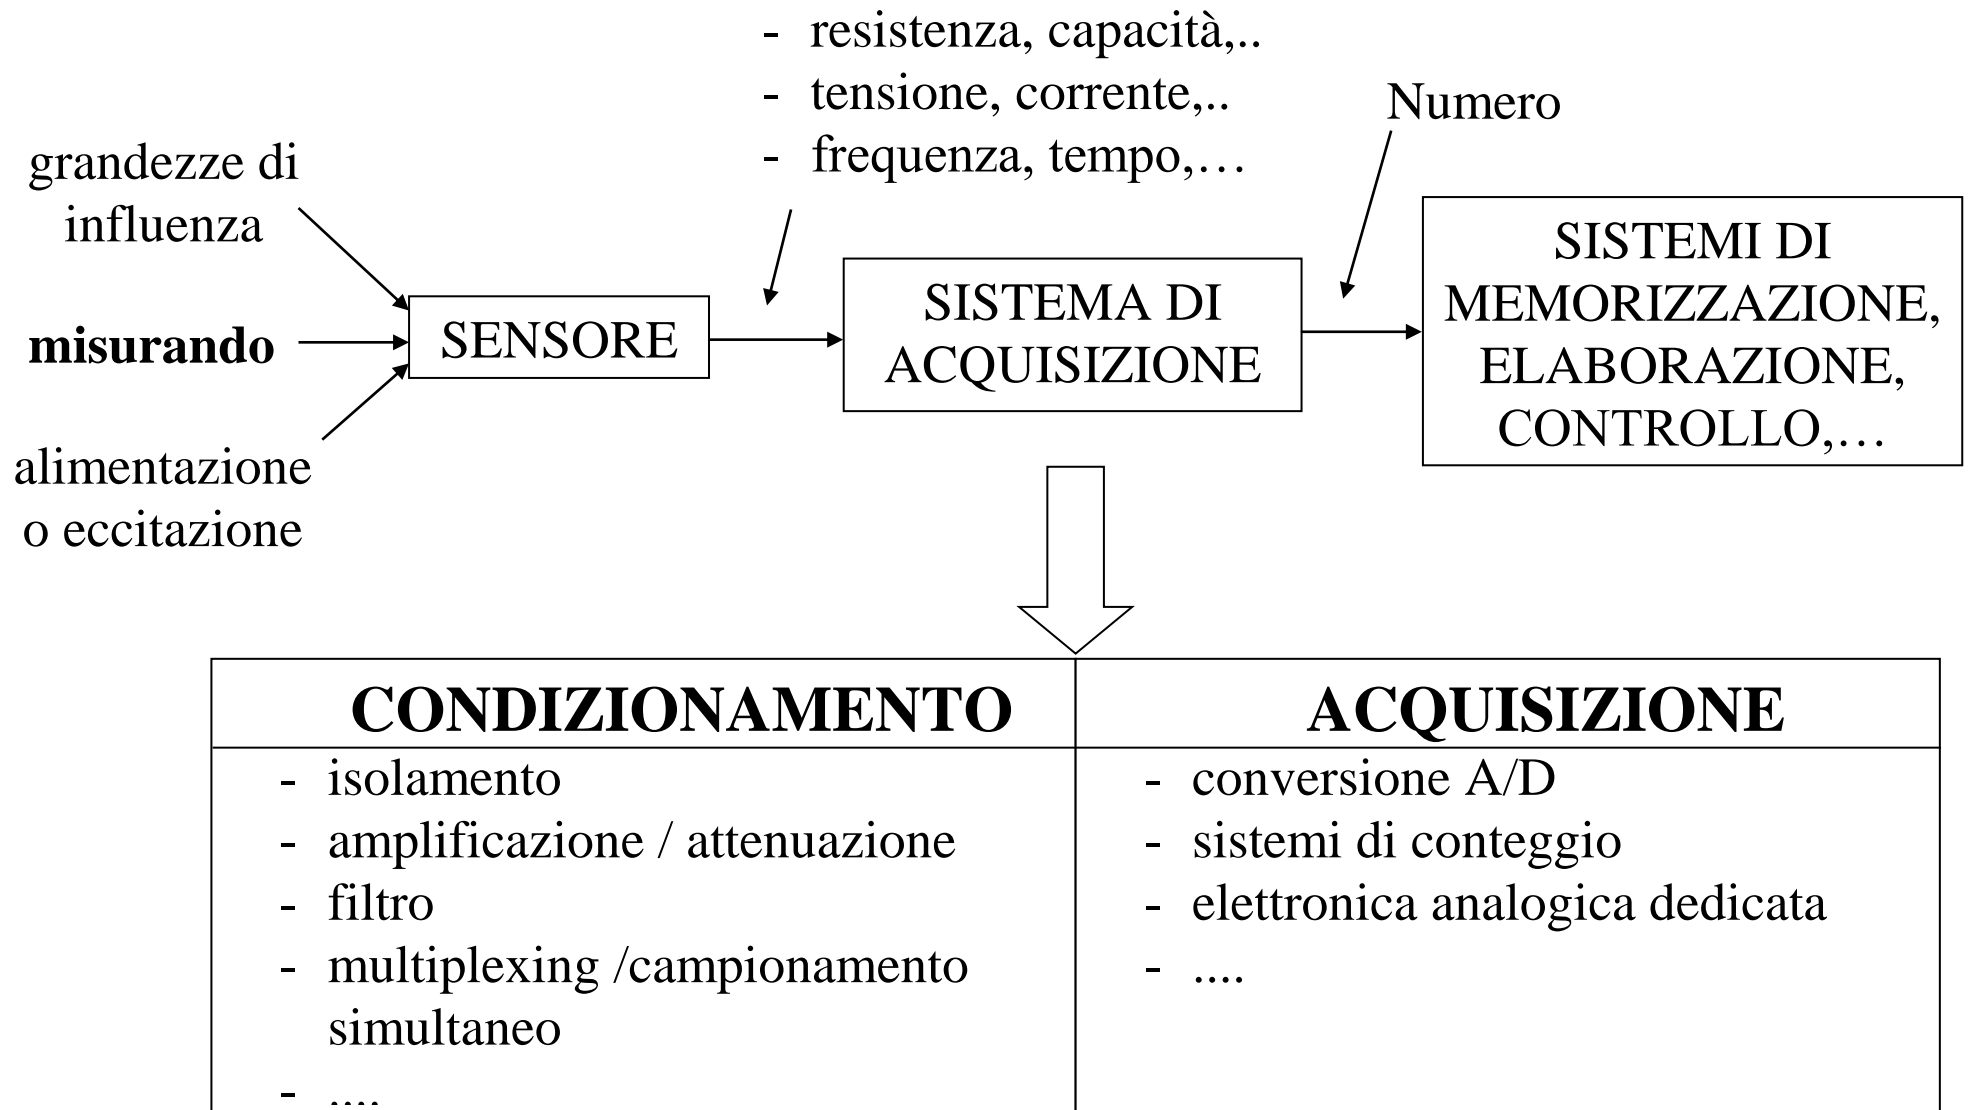 - resistenza, capacità,..
- tensione, corrente,..
- frequenza, tempo,…
Numero
grandezze di
influenza
misurando
alimentazione
o eccitazione
SENSORE
SISTEMA DI
ACQUISIZIONE
SISTEMI DI
MEMORIZZAZIONE,
ELABORAZIONE,
CONTROLLO,…
CONDIZIONAMENTO
- isolamento
- amplificazione / attenuazione
- filtro
- multiplexing /campionamento
simultaneo
- ....
ACQUISIZIONE
- conversione A/D
- sistemi di conteggio
- elettronica analogica dedicata
- ....